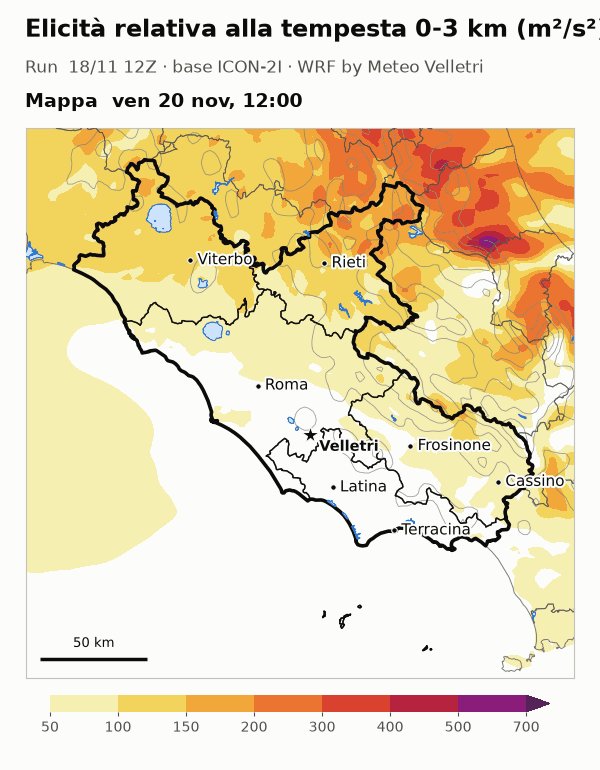 Elicità relativa alla tempesta 0-3 km (m²/s²)
Run  18/11 12Z · base ICON-2I · WRF by Meteo Velletri
Mappa  ven 20 nov, 12:00
Viterbo
Rieti
Roma
Velletri
Frosinone
Cassino
Latina
Terracina
50 km
50 100 150 200 300 400 500 700